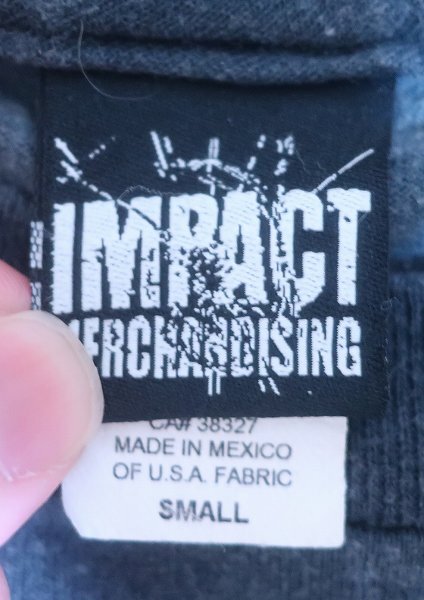 IMPACT
MERCHANDISING
CA# 38327
MADE IN MEXICO
OF U.S.A. FABRIC
SMALL